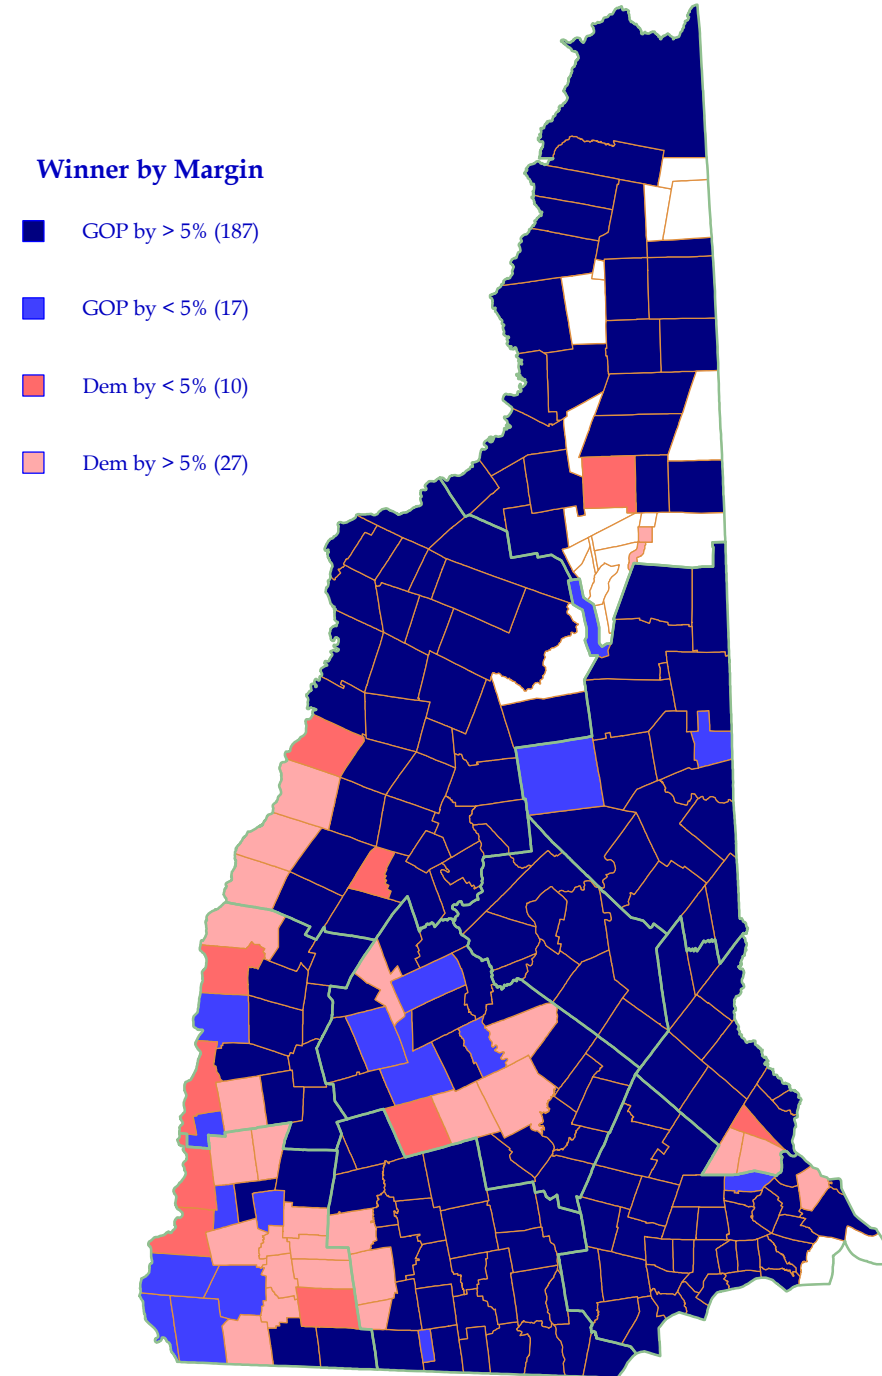 Winner by Margin
GOP by > 5% (187)
GOP by < 5% (17)
Dem by < 5% (10)
Dem by > 5% (27)